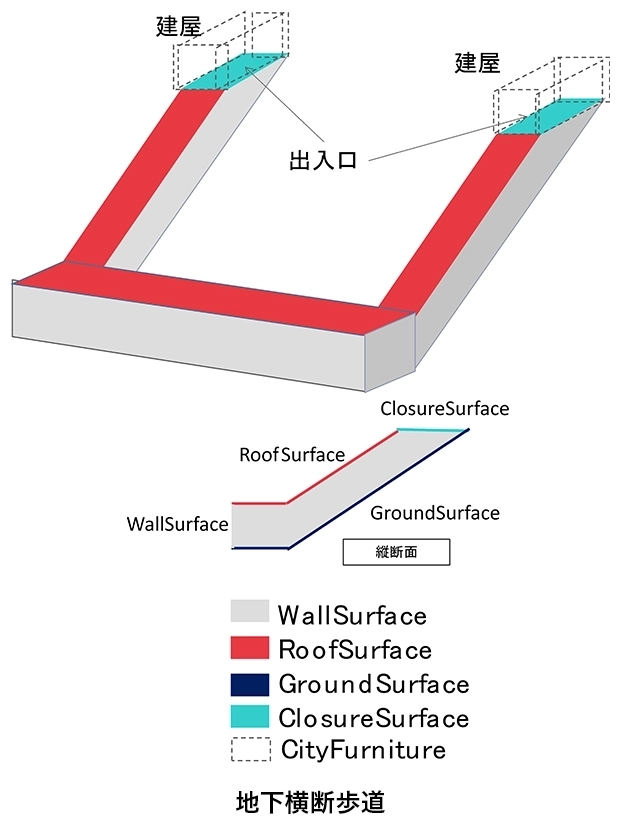 建屋
建屋
出入口
ClosureSurface
RoofSurface
WallSurface
GroundSurface
縦断面
WallSurface
RoofSurface
GroundSurface
ClosureSurface
CityFurniture
地下横断歩道